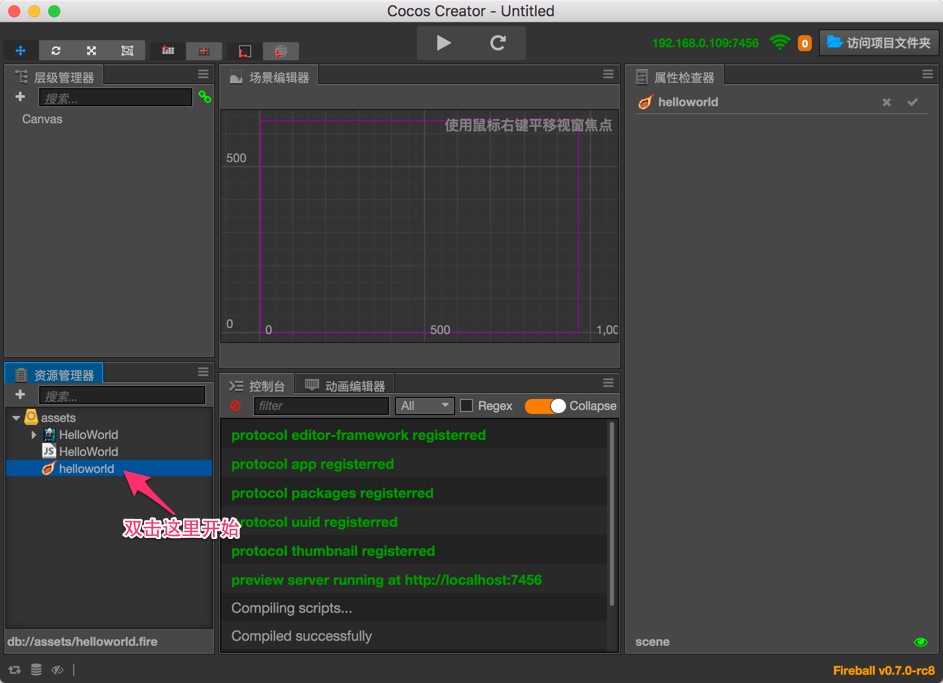 Cocos Creator - Untitled
192.168.0.109:7456
0
访问项目文件夹
层级管理器
搜索...
Canvas
场景编辑器
使用鼠标右键平移视窗焦点
500
0
0
500
1,00
属性检查器
helloworld
scene
资源管理器
搜索...
assets
HelloWorld
JS HelloWorld
helloworld
双击这里开始
db://assets/helloworld.fire
控制台
动画编辑器
filter
All
Regex
Collapse
protocol editor-framework registerred
protocol app registerred
protocol packages registerred
protocol uuid registerred
protocol thumbnail registerred
preview server running at http://localhost:7456
Compiling scripts...
Compiled successfully
Fireball v0.7.0-rc8